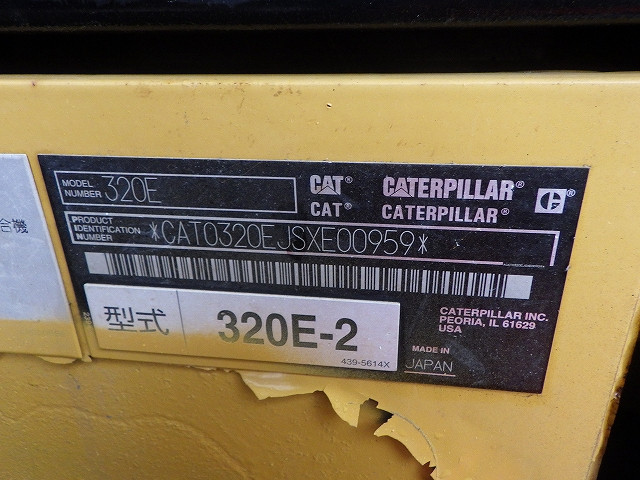 MODEL NUMBER 320E
CAT® CATERPILLAR® ®
CAT® CATERPILLAR®
PRODUCT IDENTIFICATION NUMBER *CAT0320EJSXE00959*
合機
型式 320E-2
439-5614X
CATERPILLAR INC.
PEORIA, IL 61629
USA
MADE IN
JAPAN